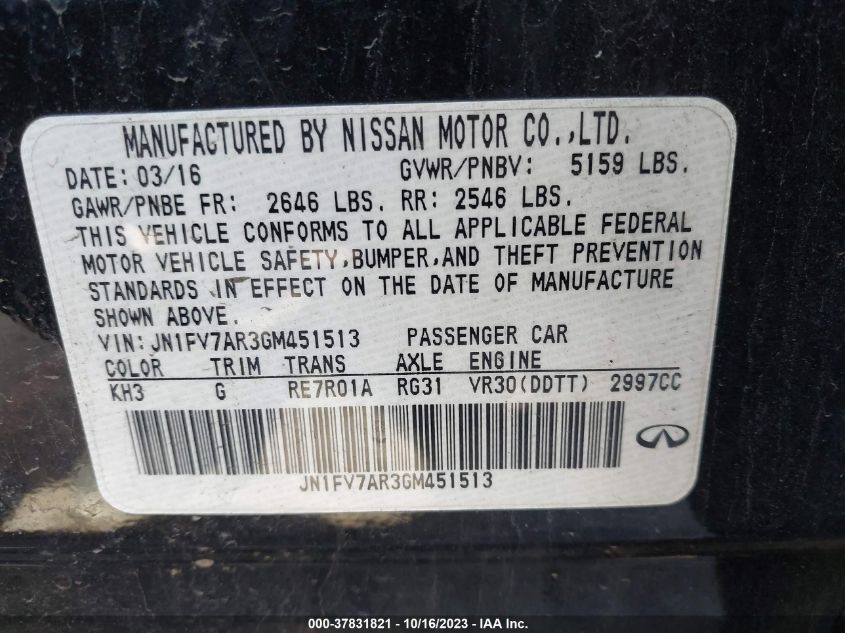 MANUFACTURED BY NISSAN MOTOR CO.,LTD.
DATE: 03/16 GVWR/PNBV: 5159 LBS.
GAWR/PNBE FR: 2646 LBS. RR: 2546 LBS.
THIS VEHICLE CONFORMS TO ALL APPLICABLE FEDERAL
MOTOR VEHICLE SAFETY,BUMPER,AND THEFT PREVENTION
STANDARDS IN EFFECT ON THE DATE OF MANUFACTURE
SHOWN ABOVE.
VIN:JN1FV7AR3GM451513 PASSENGER CAR
COLOR TRIM TRANS AXLE ENGINE
KH3 G RE7R01A RG31 VR30(DDTT) 2997CC
JN1FV7AR3GM451513
000-37831821 - 10/16/2023 - IAA Inc.